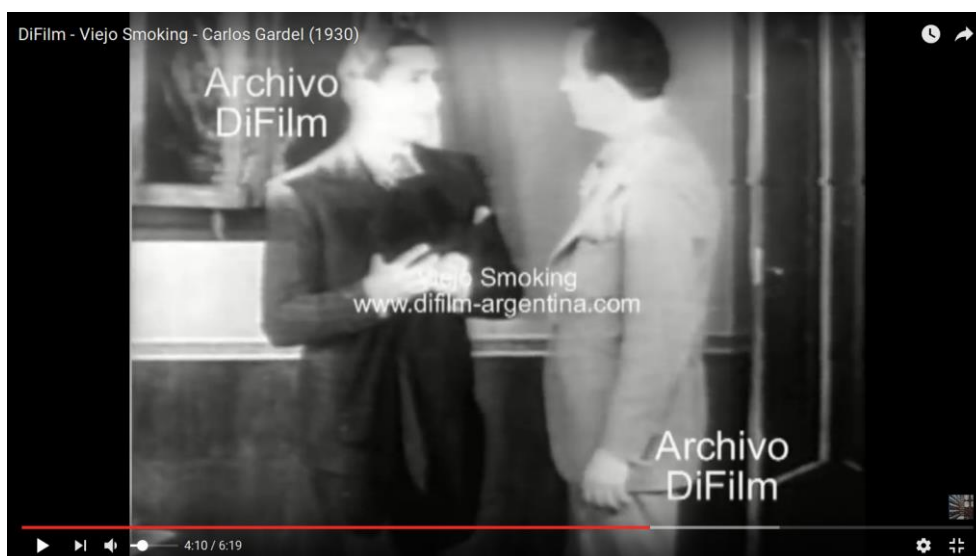 DiFilm - Viejo Smoking - Carlos Gardel (1930)
Archivo
DiFilm
Viejo Smoking
www.difilm-argentina.com
Archivo
DiFilm
4:10 / 6:19